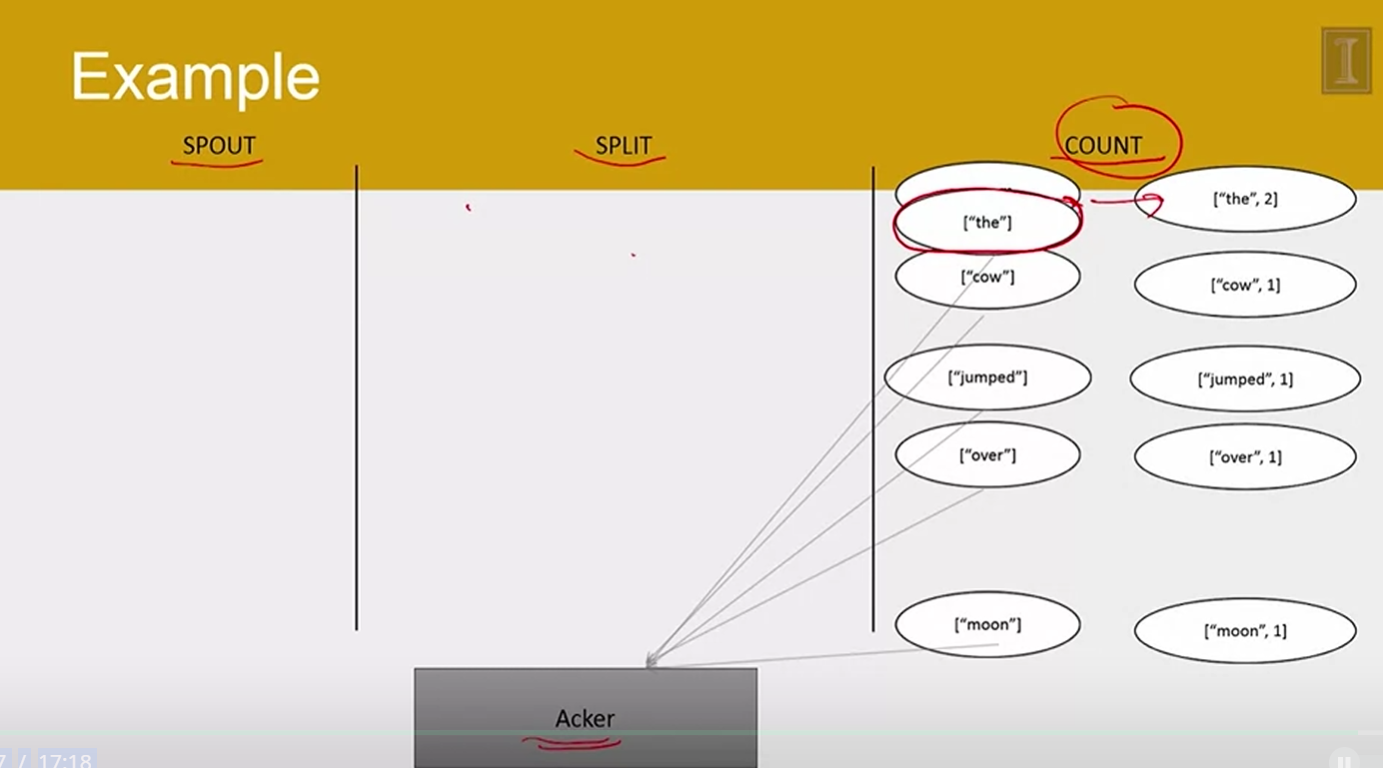 Example
SPOUT
SPLIT
COUNT
["the"]
["the", 2]
["cow"]
["cow", 1]
["jumped"]
["jumped", 1]
["over"]
["over", 1]
["moon"]
["moon", 1]
Acker
7 / 17:18